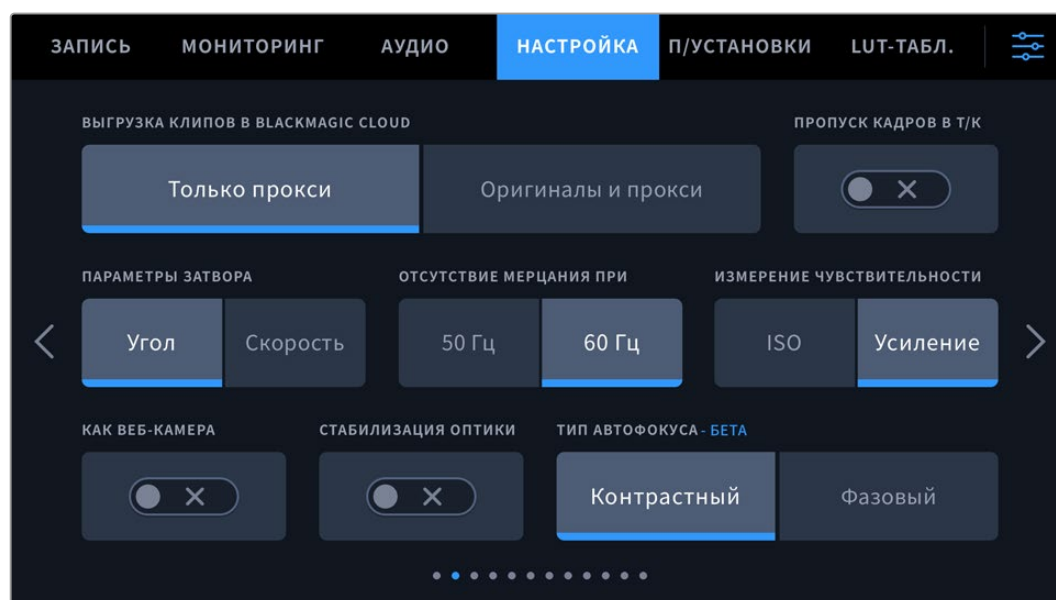 ЗАПИСЬ МОНИТОРИНГ АУДИО НАСТРОЙКА П/УСТАНОВКИ LUT-ТАБЛ.
ВЫГРУЗКА КЛИПОВ В BLACKMAGIC CLOUD ПРОПУСК КАДРОВ В Т/К
Только прокси Оригиналы и прокси
ПАРАМЕТРЫ ЗАТВОРА ОТСУТСТВИЕ МЕРЦАНИЯ ПРИ ИЗМЕРЕНИЕ ЧУВСТВИТЕЛЬНОСТИ
Угол Скорость 50 Гц 60 Гц ISO Усиление
КАК ВЕБ-КАМЕРА СТАБИЛИЗАЦИЯ ОПТИКИ ТИП АВТОФОКУСА - БЕТА
Контрастный Фазовый